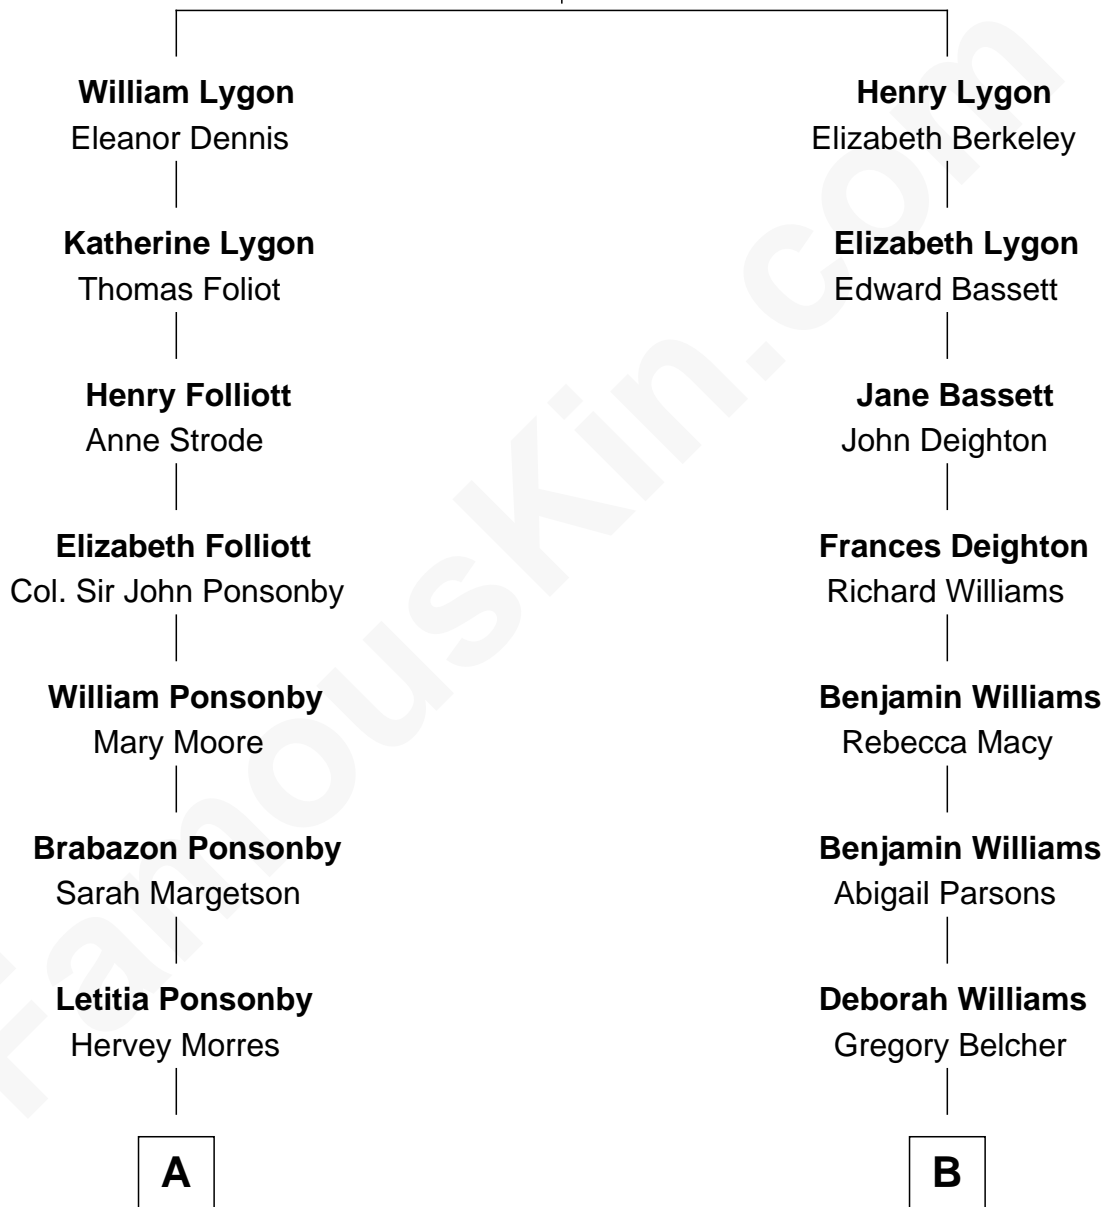 William Lygon
Eleanor Dennis
Katherine Lygon
Thomas Foliot
Henry Folliott
Anne Strode
Elizabeth Folliott
Col. Sir John Ponsonby
William Ponsonby
Mary Moore
Brabazon Ponsonby
Sarah Margetson
Letitia Ponsonby
Hervey Morres
A
Henry Lygon
Elizabeth Berkeley
Elizabeth Lygon
Edward Bassett
Jane Bassett
John Deighton
Frances Deighton
Richard Williams
Benjamin Williams
Rebecca Macy
Benjamin Williams
Abigail Parsons
Deborah Williams
Gregory Belcher
B
FamousKin.com